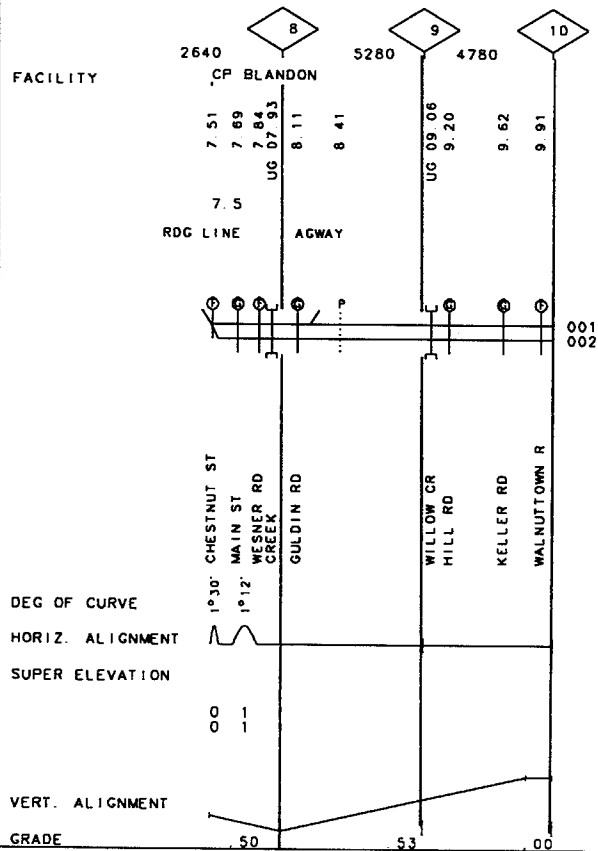 8 9 10
2640 5280 4780
FACILITY CP BLANDON
7.51
7.69
7.84
UG 07.93
8.11
8.41
UG 09.06
9.20
9.62
9.91
7.5
RDG LINE AGWAY
F G F G P G G F
001
002
CHESTNUT ST
MAIN ST
WESNER RD
CREEK
GULDIN RD
WILLOW CR
HILL RD
KELLER RD
WALNUTTOWN R
DEG OF CURVE 1°30' 1°12'
HORIZ. ALIGNMENT
SUPER ELEVATION
0 1
0 1
VERT. ALIGNMENT
GRADE .50 .53 .00